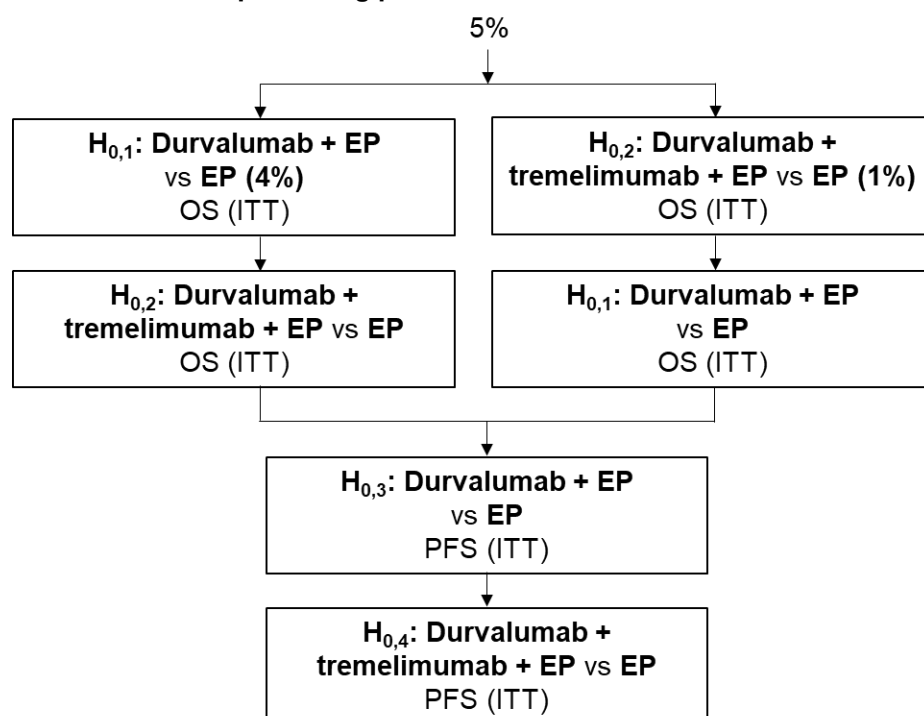 5%
H0,1: Durvalumab + EP
vs EP (4%)
OS (ITT)
H0,2: Durvalumab +
tremelimumab + EP vs EP (1%)
OS (ITT)
H0,2: Durvalumab +
tremelimumab + EP vs EP
OS (ITT)
H0,1: Durvalumab + EP
vs EP
OS (ITT)
H0,3: Durvalumab + EP
vs EP
PFS (ITT)
H0,4: Durvalumab +
tremelimumab + EP vs EP
PFS (ITT)